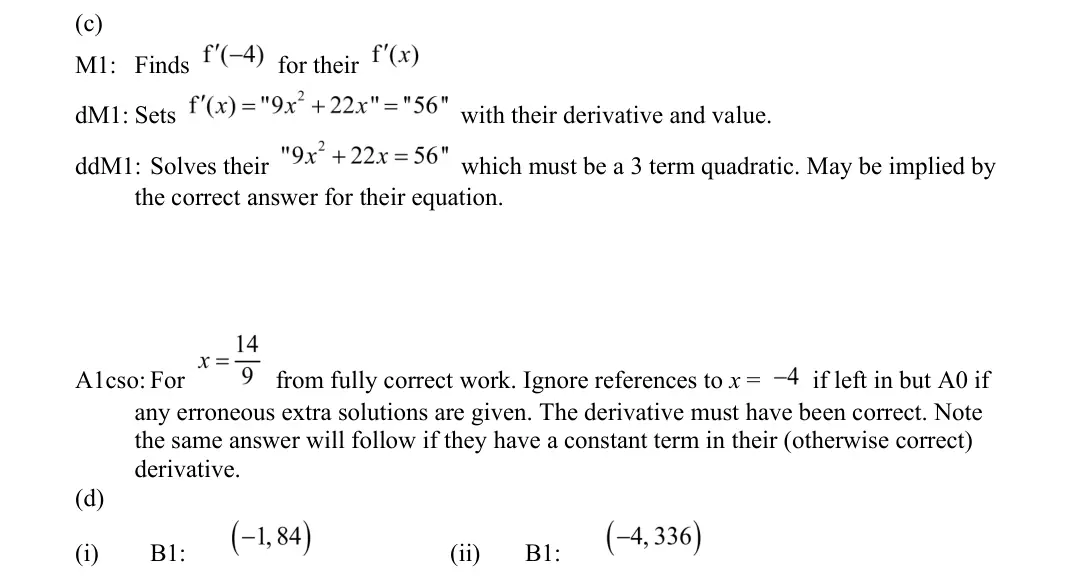 (c)
M1: Finds f′(−4) for their f′(x)
dM1: Sets f′(x) = "9x² + 22x" = "56" with their derivative and value.
ddM1: Solves their "9x² + 22x = 56" which must be a 3 term quadratic. May be implied by
the correct answer for their equation.
A1cso: For x = 14/9 from fully correct work. Ignore references to x = −4 if left in but A0 if
any erroneous extra solutions are given. The derivative must have been correct. Note
the same answer will follow if they have a constant term in their (otherwise correct)
derivative.
(d)
(i) B1: (−1, 84) (ii) B1: (−4, 336)